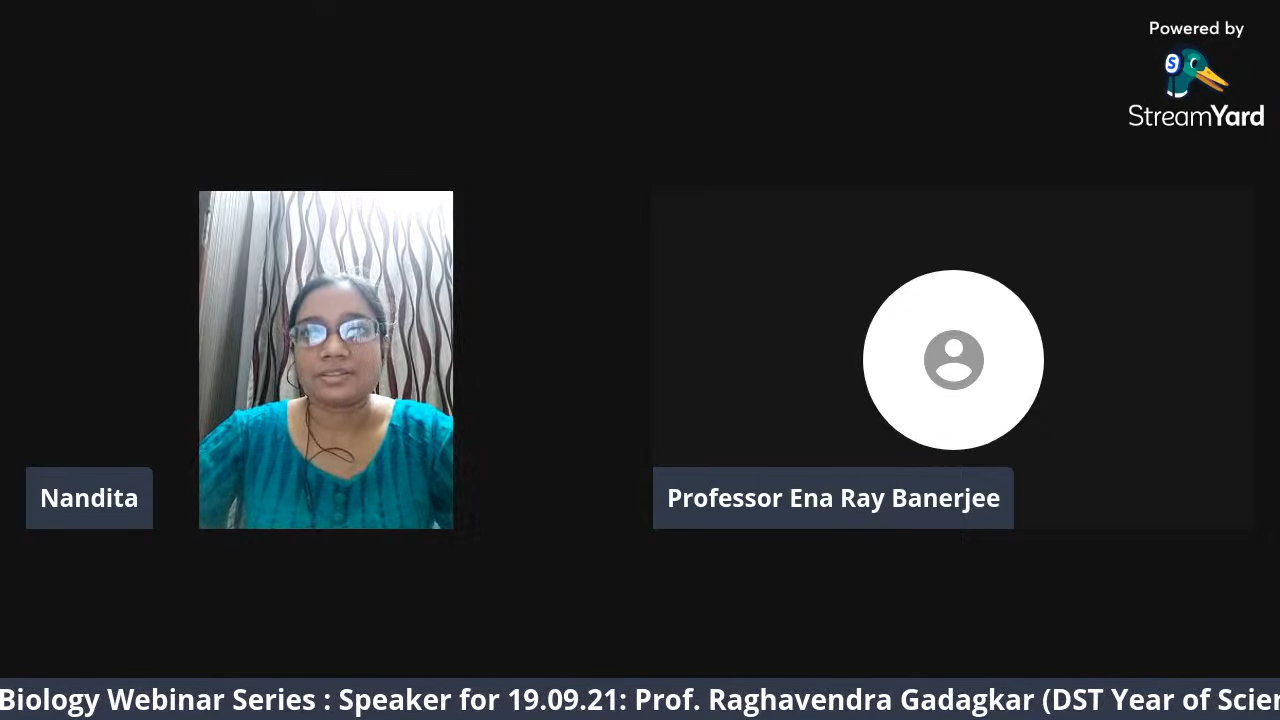 Powered by
S
StreamYard
Nandita
Professor Ena Ray Banerjee
Biology Webinar Series : Speaker for 19.09.21: Prof. Raghavendra Gadagkar (DST Year of Scien